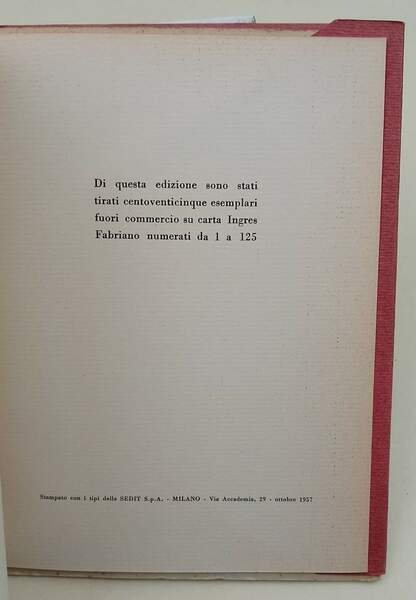 Di questa edizione sono stati
tirati centoventicinque esemplari
fuori commercio su carta Ingres
Fabriano numerati da 1 a 125
Stampato con i tipi della SEDIT S.p.A. - MILANO - Via Accademia, 29 - ottobre 1957